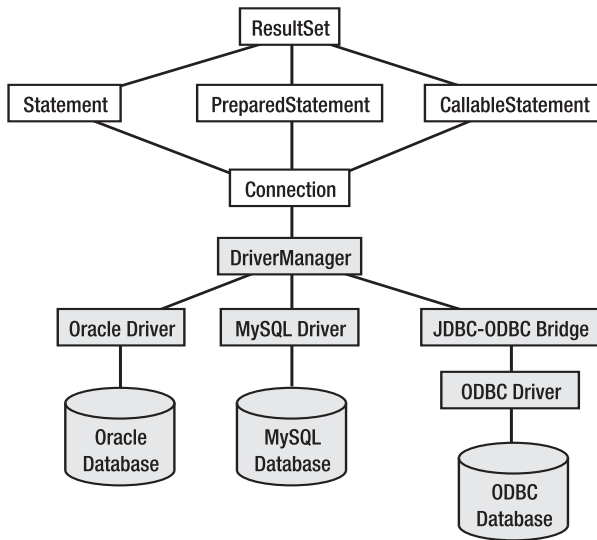 ResultSet
Statement
PreparedStatement
CallableStatement
Connection
DriverManager
Oracle Driver
MySQL Driver
JDBC-ODBC Bridge
ODBC Driver
Oracle
Database
MySQL
Database
ODBC
Database